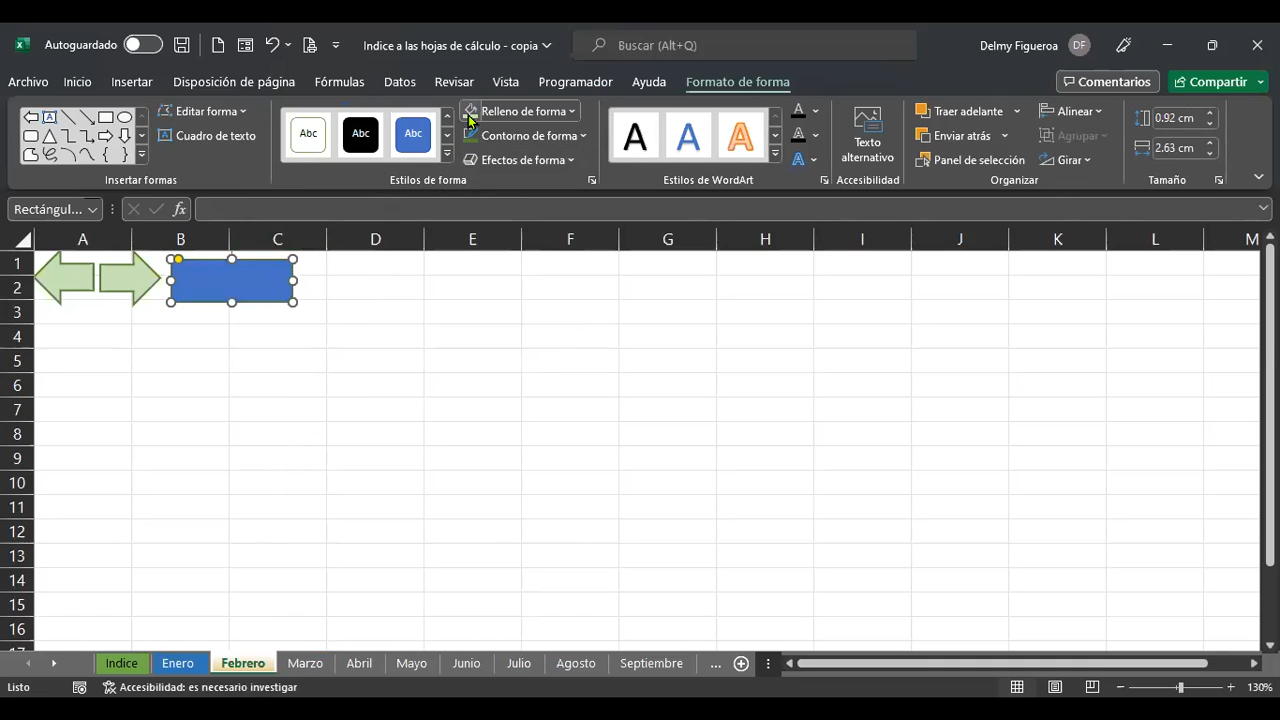 Autoguardado Indice a las hojas de cálculo - copia Buscar (Alt+Q) Delmy Figueroa DF
Archivo Inicio Insertar Disposición de página Fórmulas Datos Revisar Vista Programador Ayuda Formato de forma Comentarios Compartir
Editar forma Relleno de forma Traer adelante Alinear 0.92 cm
Cuadro de texto Abc Abc Abc Contorno de forma A A A A Texto alternativo Enviar atrás Agrupar 2.63 cm
Efectos de forma A Panel de selección Girar
Insertar formas Estilos de forma Estilos de WordArt Accesibilidad Organizar Tamaño
Rectángul... fx
A B C D E F G H I J K L M
1
2
3
4
5
6
7
8
9
10
11
12
13
14
15
16
17
Indice Enero Febrero Marzo Abril Mayo Junio Julio Agosto Septiembre ...
Listo Accesibilidad: es necesario investigar 130%